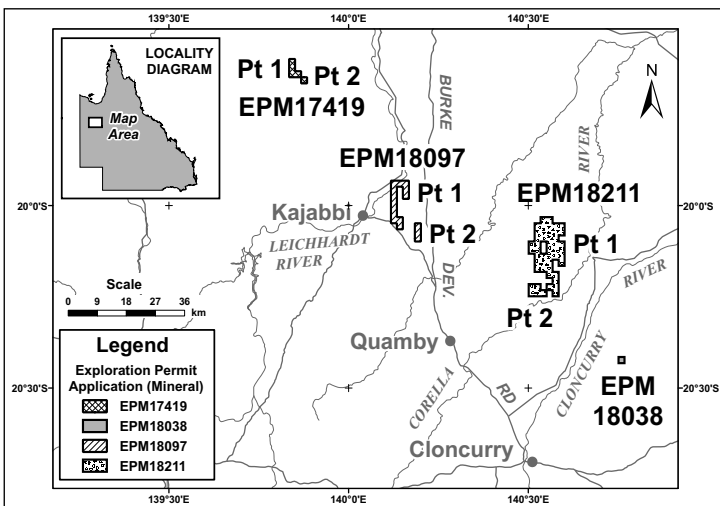 139°30'E
140°0'E
140°30'E
LOCALITY
DIAGRAM
Map
Area
Pt 1
Pt 2
EPM17419
BURKE
N
RIVER
EPM18097
Pt 1
EPM18211
20°0'S
20°0'S
Kajabbi
Pt 2
Pt 1
LEICHHARDT
RIVER
DEV.
RIVER
Scale
0 9 18 27 36
km
Pt 2
Quamby
Legend
Exploration Permit
Application (Mineral)
EPM17419
EPM18038
EPM18097
EPM18211
CORELLA
RD
CLONCURRY
EPM
18038
20°30'S
20°30'S
Cloncurry
139°30'E
140°0'E
140°30'E